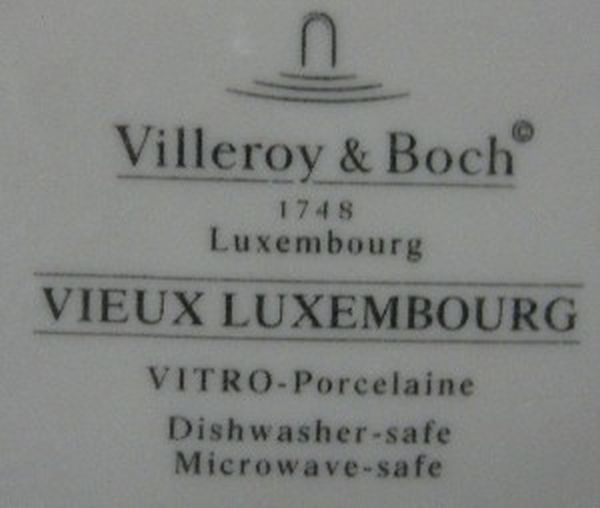 Villeroy & Boch©
1748
Luxembourg
VIEUX LUXEMBOURG
VITRO-Porcelaine
Dishwasher-safe
Microwave-safe